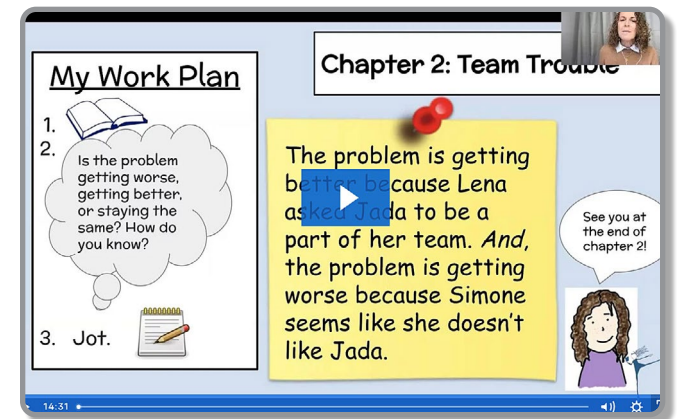 My Work Plan
1.
2.
Is the problem
getting worse,
getting better,
or staying the
same? How do
you know?
3. Jot.
Chapter 2: Team Trouble
The problem is getting
better because Lena
asked Jada to be a
part of her team. And,
the problem is getting
worse because Simone
seems like she doesn't
like Jada.
See you at
the end of
chapter 2!
14:31